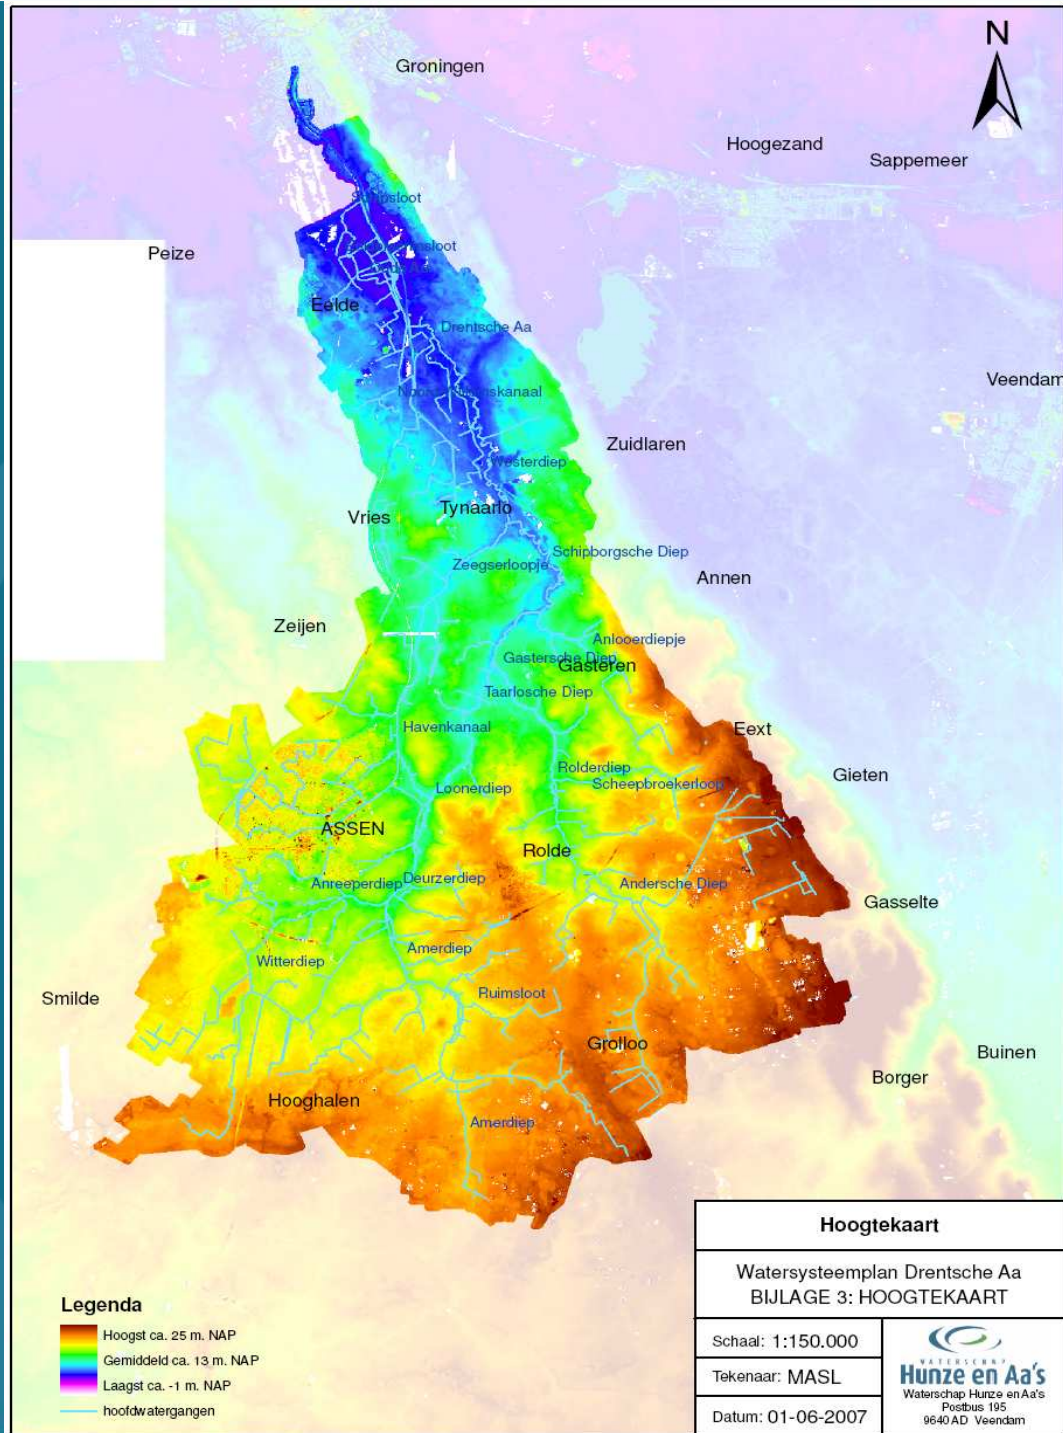 N
Groningen
Hoogezand
Sappemeer
Peize
Eelde
Drentsche Aa
Veendam
Zuidlaren
Westerdiep
Tynaarlo
Vries
Schipborgsche Diep
Zeegserloopje
Annen
Zeijen
Anlooerdiepje
Gastersche Diep
Gasteren
Taarlosche Diep
Havenkanaal
Eext
Gieten
Rolderdiep
Scheepbroekerloop
Loonerdiep
ASSEN
Rolde
Anreeperdiep
Deurzerdiep
Andersche Diep
Gasselte
Amerdiep
Witterdiep
Smilde
Ruimsloot
Grolloo
Buinen
Borger
Hooghalen
Amerdiep
Legenda
Hoogst ca. 25 m. NAP
Gemiddeld ca. 13 m. NAP
Laagst ca. -1 m. NAP
hoofdwatergangen
Hoogtekaart
Watersysteemplan Drentsche Aa
BIJLAGE 3: HOOGTEKAART
Schaal: 1:150.000
Tekenaar: MASL
Datum: 01-06-2007
WATERSCHAP
Hunze en Aa's
Waterschap Hunze en Aa's
Postbus 195
9640 AD Veendam